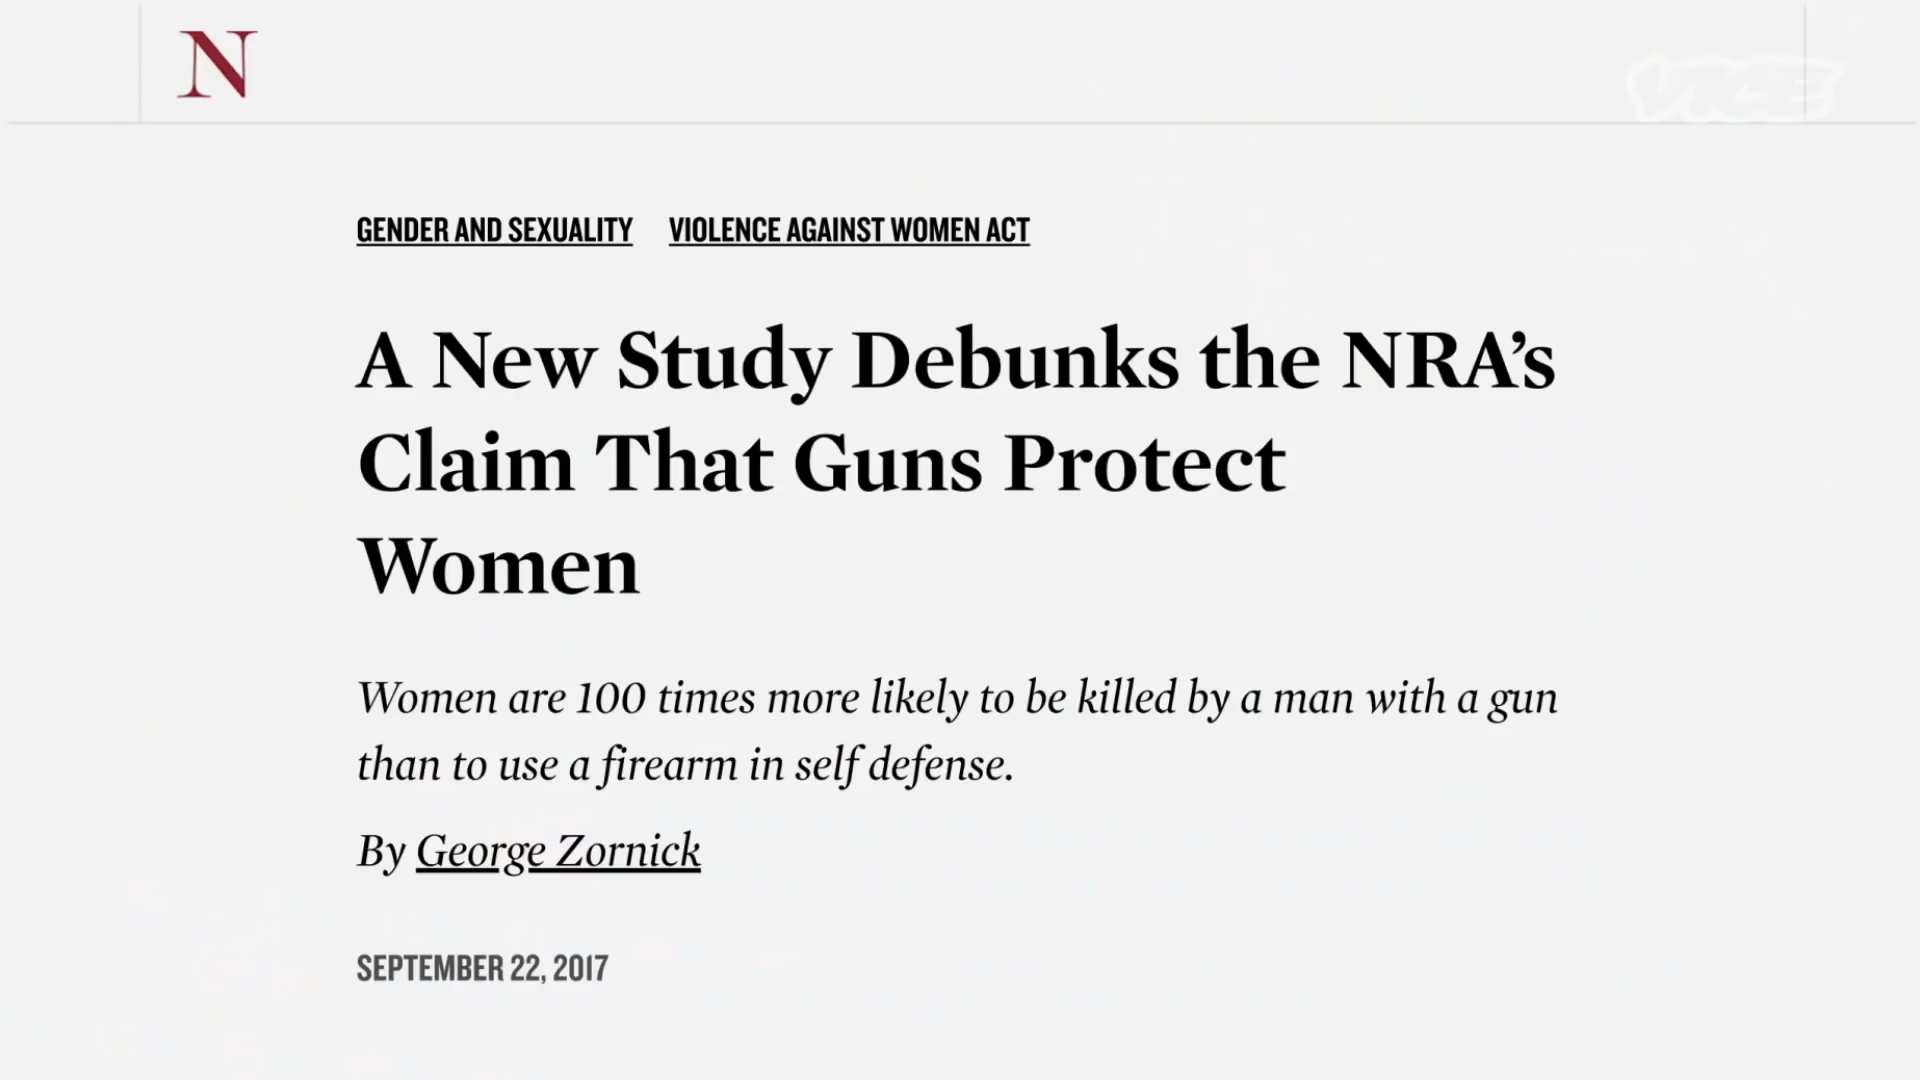 N
VICE
GENDER AND SEXUALITY VIOLENCE AGAINST WOMEN ACT
A New Study Debunks the NRA’s
Claim That Guns Protect
Women
Women are 100 times more likely to be killed by a man with a gun
than to use a firearm in self defense.
By George Zornick
SEPTEMBER 22, 2017